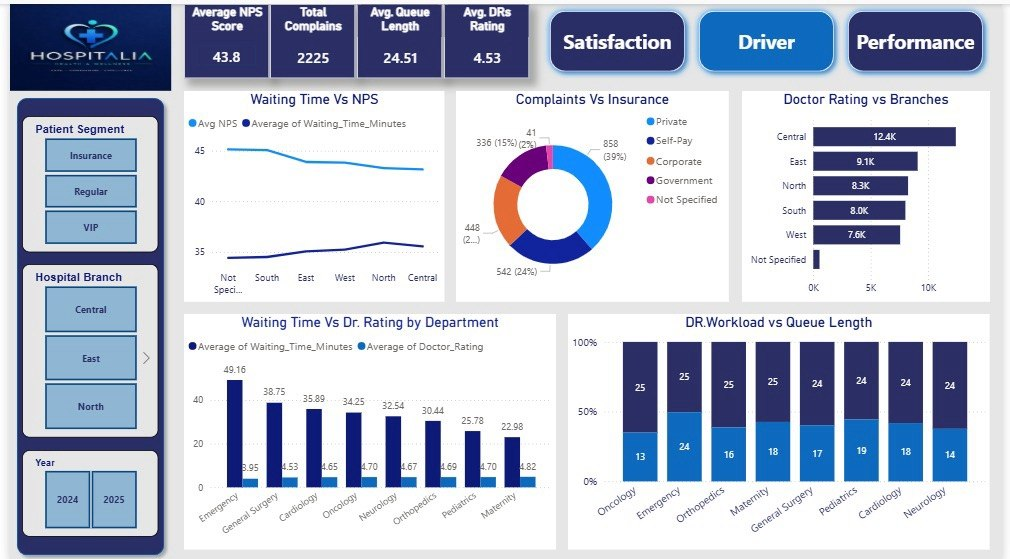 HOSPITALIA
HEALTH & WELLNESS
Average NPS
Score
43.8
Total
Complains
2225
Avg. Queue
Length
24.51
Avg. DRs
Rating
4.53
Satisfaction
Driver
Performance
Patient Segment
Insurance
Regular
VIP
Hospital Branch
Central
East
North
Year
2024
2025
Waiting Time Vs NPS
Avg NPS
Average of Waiting_Time_Minutes
45
40
35
Not
Speci...
South
East
West
North
Central
Complaints Vs Insurance
Private
Self-Pay
Corporate
Government
Not Specified
41
(2%)
336 (15%)
858
(39%)
448
(2...)
542 (24%)
Doctor Rating vs Branches
Central
12.4K
East
9.1K
North
8.3K
South
8.0K
West
7.6K
Not Specified
0K
5K
10K
Waiting Time Vs Dr. Rating by Department
Average of Waiting_Time_Minutes
Average of Doctor_Rating
40
20
0
49.16
38.75
35.89
34.25
32.54
30.44
25.78
22.98
3.95
4.53
4.65
4.70
4.67
4.69
4.70
4.82
Emergency
General Surgery
Cardiology
Oncology
Neurology
Orthopedics
Pediatrics
Maternity
DR.Workload vs Queue Length
100%
50%
0%
25
25
25
25
24
24
24
24
13
24
16
18
17
19
18
14
Oncology
Emergency
Orthopedics
Maternity
General Surgery
Pediatrics
Cardiology
Neurology